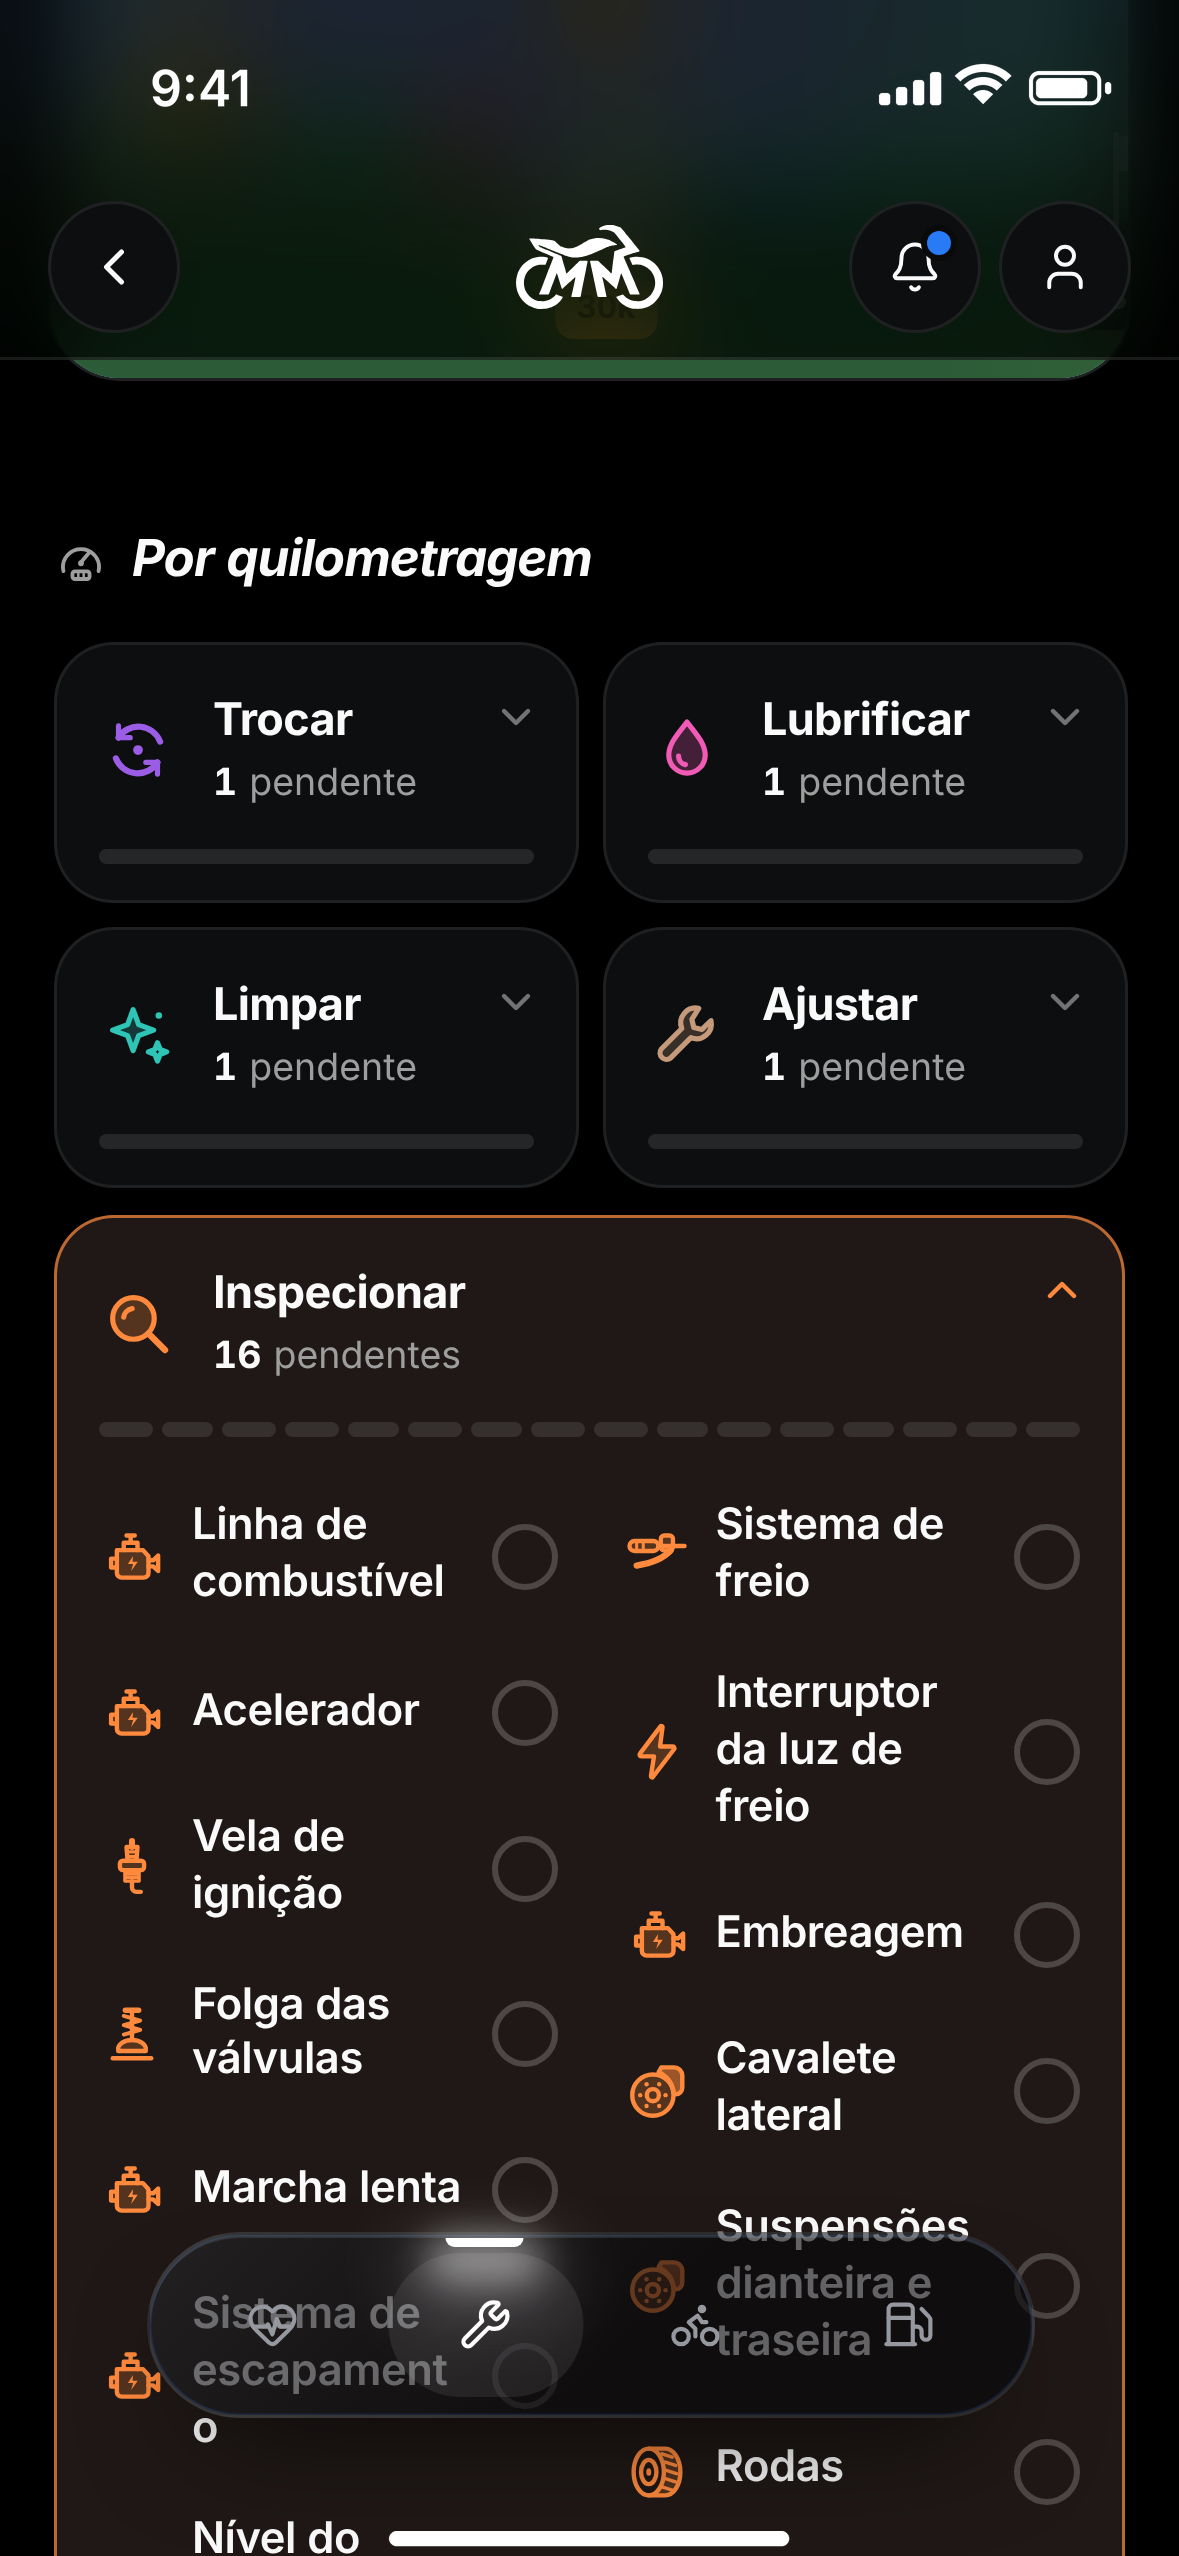 9:41
MM
30k
Por quilometragem
Trocar
1 pendente
Lubrificar
1 pendente
Limpar
1 pendente
Ajustar
1 pendente
Inspecionar
16 pendentes
Linha de
combustível
Acelerador
Vela de
ignição
Folga das
válvulas
Marcha lenta
Sistema de
escapament
o
Nível do
Sistema de
freio
Interruptor
da luz de
freio
Embreagem
Cavalete
lateral
Suspensões
dianteira e
traseira
Rodas